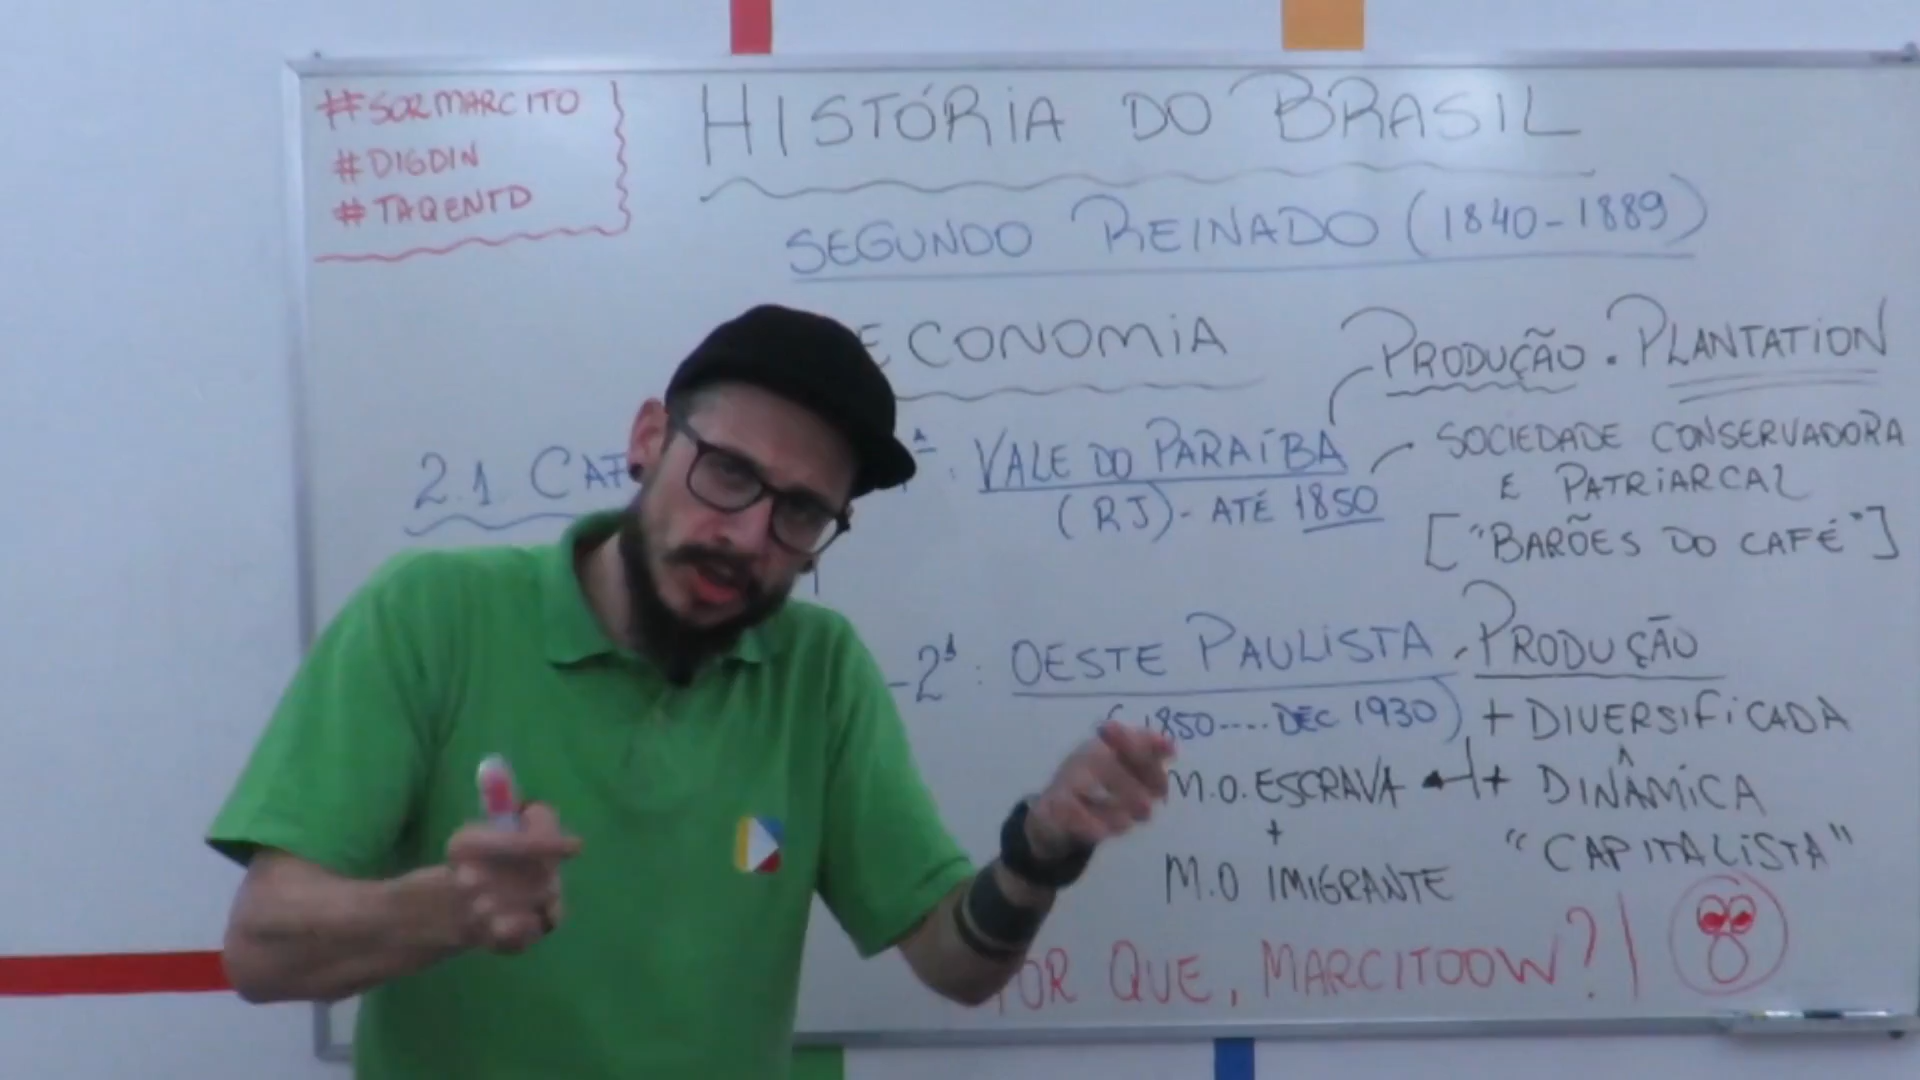 #SORMARCITO
#DIGDIN
#TAQENTD
HISTÓRIA DO BRASIL
SEGUNDO REINADO (1840-1889)
ECONOMIA
PRODUÇÃO. PLANTATION
2.1 CAF
ª: VALE DO PARAÍBA
(RJ)- ATÉ 1850
SOCIEDADE CONSERVADORA
E PATRIARCAL
["BARÕES DO CAFÉ"]
-2ª: OESTE PAULISTA
(1850.....DÉC 1930)
PRODUÇÃO
+ DIVERSIFICADA
+ DINÂMICA
"CAPITALISTA"
M.O. ESCRAVA
+
M.O IMIGRANTE
OR QUE, MARCITOOW?